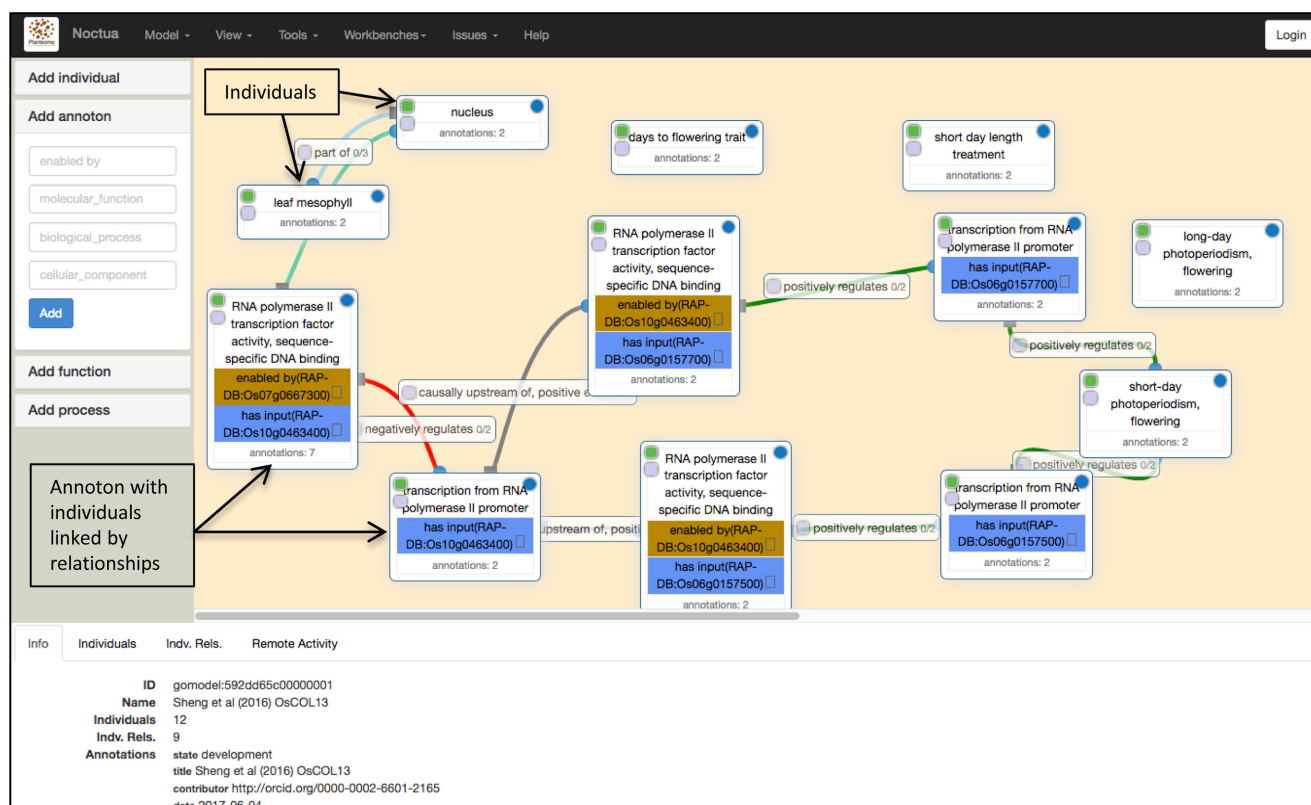 Planteome
Noctua
Model
View
Tools
Workbenches
Issues
Help
Login
Add individual
Add annoton
enabled by
molecular_function
biological_process
cellular_component
Add
Add function
Add process
Individuals
nucleus
annotations: 2
part of 0/3
leaf mesophyll
annotations: 2
days to flowering trait
annotations: 2
short day length
treatment
annotations: 2
RNA polymerase II
transcription factor
activity, sequence-
specific DNA binding
enabled by(RAP-
DB:Os10g0463400)
has input(RAP-
DB:Os06g0157700)
annotations: 2
positively regulates 0/2
transcription from RNA
polymerase II promoter
has input(RAP-
DB:Os06g0157700)
annotations: 2
long-day
photoperiodism,
flowering
annotations: 2
RNA polymerase II
transcription factor
activity, sequence-
specific DNA binding
enabled by(RAP-
DB:Os07g0667300)
has input(RAP-
DB:Os10g0463400)
annotations: 7
causally upstream of, positive e
negatively regulates 0/2
positively regulates 0/2
short-day
photoperiodism,
flowering
annotations: 2
positively regulates 0/2
Annoton with
individuals
linked by
relationships
transcription from RNA
polymerase II promoter
has input(RAP-
DB:Os10g0463400)
annotations: 2
upstream of, positi
RNA polymerase II
transcription factor
activity, sequence-
specific DNA binding
enabled by(RAP-
DB:Os10g0463400)
has input(RAP-
DB:Os06g0157500)
annotations: 2
positively regulates 0/2
transcription from RNA
polymerase II promoter
has input(RAP-
DB:Os06g0157500)
annotations: 2
Info
Individuals
Indv. Rels.
Remote Activity
ID gomodel:592dd65c00000001
Name Sheng et al (2016) OsCOL13
Individuals 12
Indv. Rels. 9
Annotations state development
title Sheng et al (2016) OsCOL13
contributor http://orcid.org/0000-0002-6601-2165
date 2017-06-04